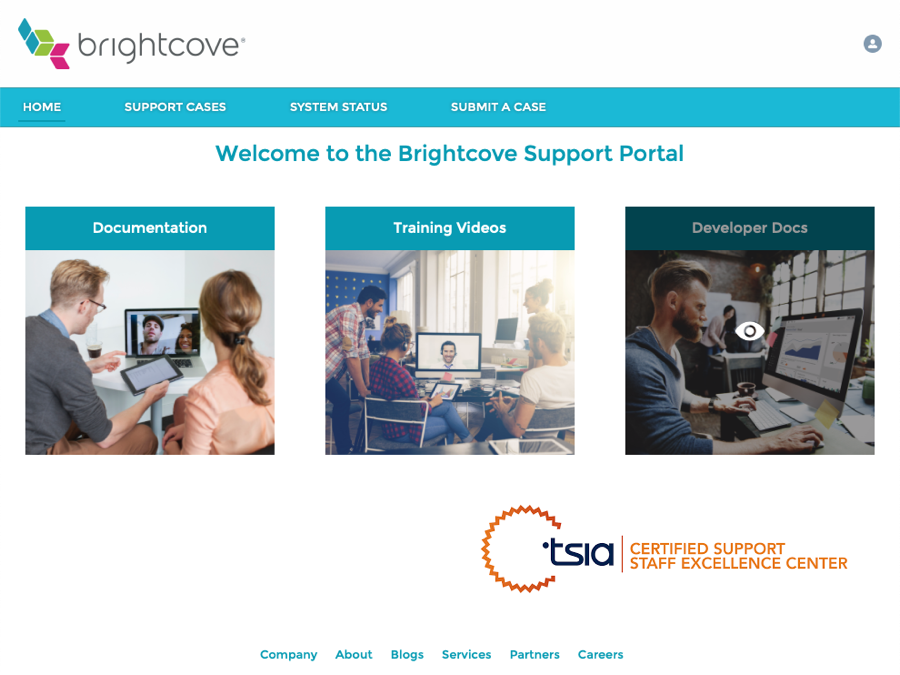 brightcove®
HOME SUPPORT CASES SYSTEM STATUS SUBMIT A CASE
Welcome to the Brightcove Support Portal
Documentation Training Videos Developer Docs
tsia CERTIFIED SUPPORT
STAFF EXCELLENCE CENTER
Company About Blogs Services Partners Careers